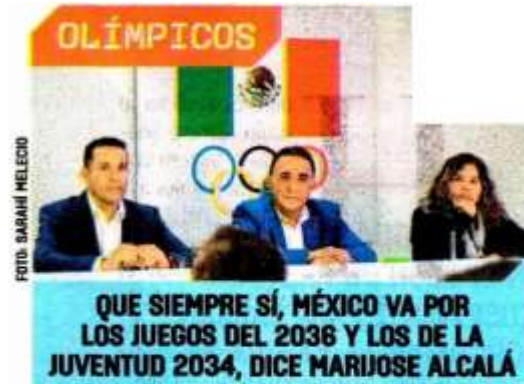 OLÍMPICOS
FOTO: SARAHÍ MELECIO
QUE SIEMPRE SÍ, MÉXICO VA POR
LOS JUEGOS DEL 2036 Y LOS DE LA
JUVENTUD 2034, DICE MARIJOSE ALCALÁ